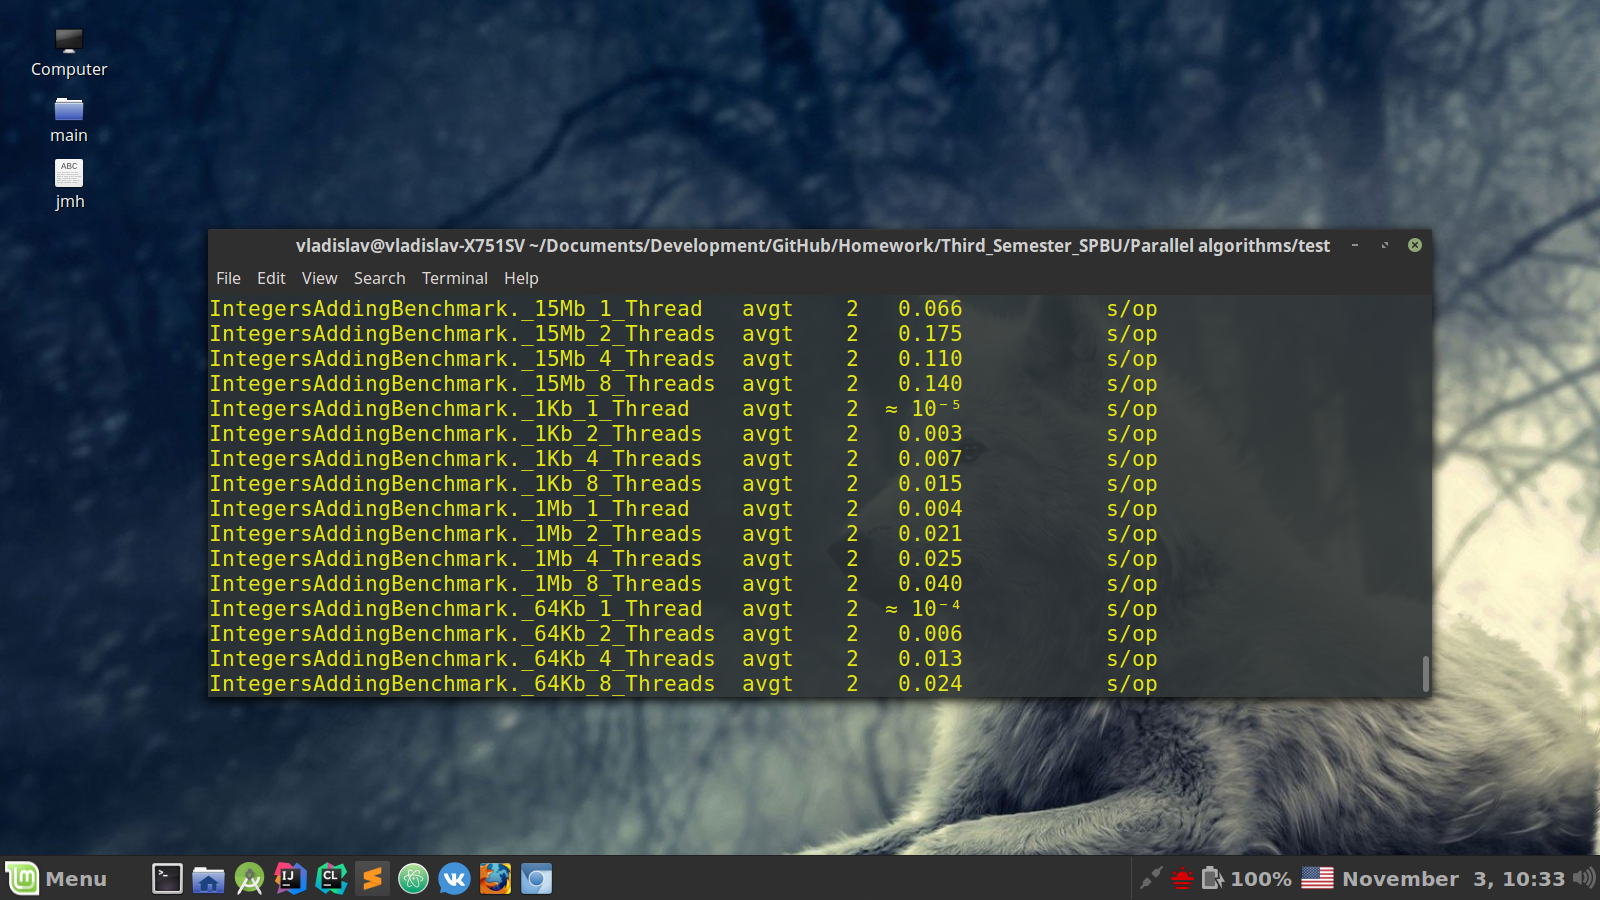 Computer
main
ABC
jmh
vladislav@vladislav-X751SV ~/Documents/Development/GitHub/Homework/Third_Semester_SPBU/Parallel algorithms/test
File Edit View Search Terminal Help
IntegersAddingBenchmark._15Mb_1_Thread avgt 2 0.066 s/op
IntegersAddingBenchmark._15Mb_2_Threads avgt 2 0.175 s/op
IntegersAddingBenchmark._15Mb_4_Threads avgt 2 0.110 s/op
IntegersAddingBenchmark._15Mb_8_Threads avgt 2 0.140 s/op
IntegersAddingBenchmark._1Kb_1_Thread avgt 2 ≈ 10⁻⁵ s/op
IntegersAddingBenchmark._1Kb_2_Threads avgt 2 0.003 s/op
IntegersAddingBenchmark._1Kb_4_Threads avgt 2 0.007 s/op
IntegersAddingBenchmark._1Kb_8_Threads avgt 2 0.015 s/op
IntegersAddingBenchmark._1Mb_1_Thread avgt 2 0.004 s/op
IntegersAddingBenchmark._1Mb_2_Threads avgt 2 0.021 s/op
IntegersAddingBenchmark._1Mb_4_Threads avgt 2 0.025 s/op
IntegersAddingBenchmark._1Mb_8_Threads avgt 2 0.040 s/op
IntegersAddingBenchmark._64Kb_1_Thread avgt 2 ≈ 10⁻⁴ s/op
IntegersAddingBenchmark._64Kb_2_Threads avgt 2 0.006 s/op
IntegersAddingBenchmark._64Kb_4_Threads avgt 2 0.013 s/op
IntegersAddingBenchmark._64Kb_8_Threads avgt 2 0.024 s/op
Menu IJ CL 100% November 3, 10:33